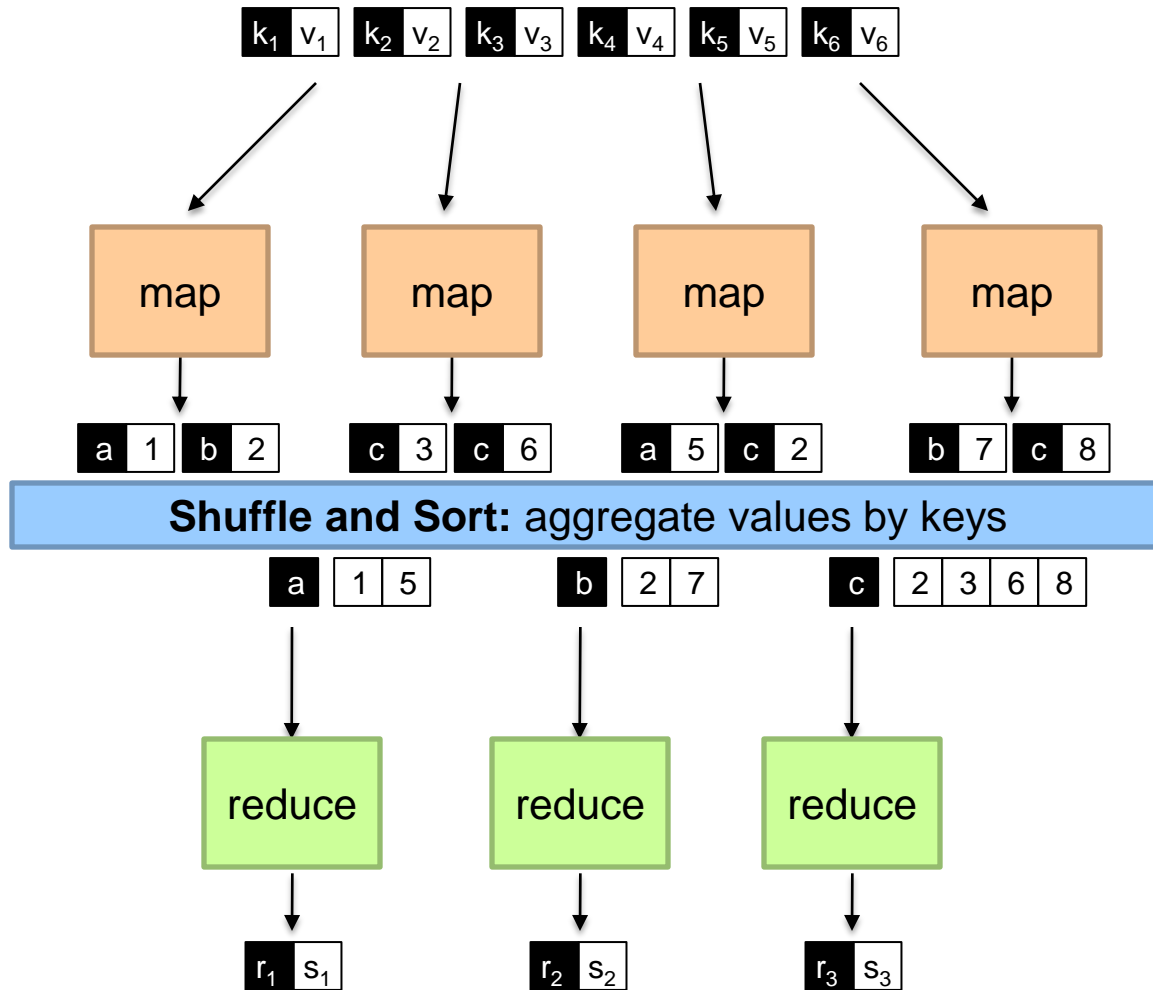 k₁ v₁ k₂ v₂ k₃ v₃ k₄ v₄ k₅ v₅ k₆ v₆
map map map map
a 1 b 2 c 3 c 6 a 5 c 2 b 7 c 8
Shuffle and Sort: aggregate values by keys
a 1 5 b 2 7 c 2 3 6 8
reduce reduce reduce
r₁ s₁ r₂ s₂ r₃ s₃